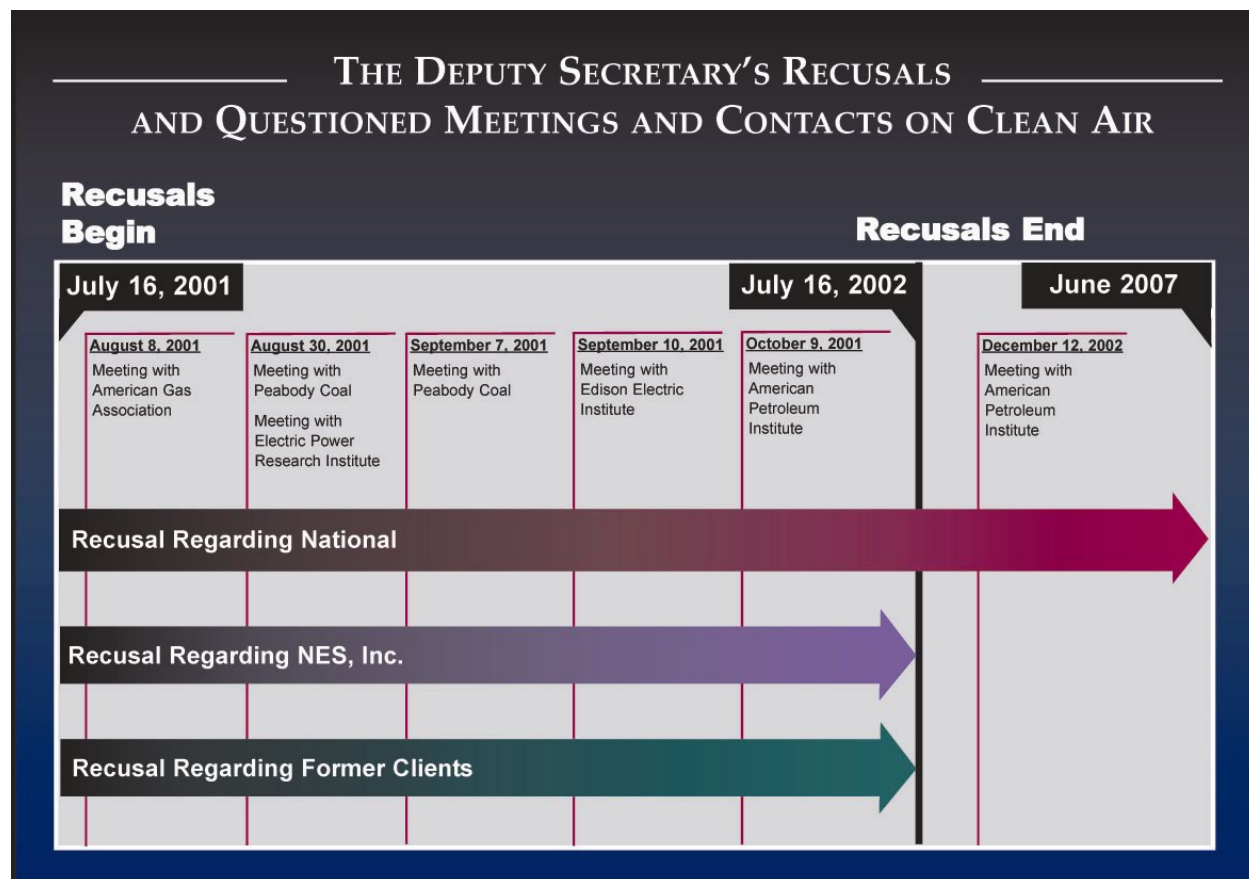 THE DEPUTY SECRETARY'S RECUSALS
AND QUESTIONED MEETINGS AND CONTACTS ON CLEAN AIR
Recusals
Begin
Recusals End
July 16, 2001
July 16, 2002
June 2007
August 8, 2001
Meeting with
American Gas
Association
August 30, 2001
Meeting with
Peabody Coal
Meeting with
Electric Power
Research Institute
September 7, 2001
Meeting with
Peabody Coal
September 10, 2001
Meeting with
Edison Electric
Institute
October 9, 2001
Meeting with
American
Petroleum
Institute
December 12, 2002
Meeting with
American
Petroleum
Institute
Recusal Regarding National
Recusal Regarding NES, Inc.
Recusal Regarding Former Clients